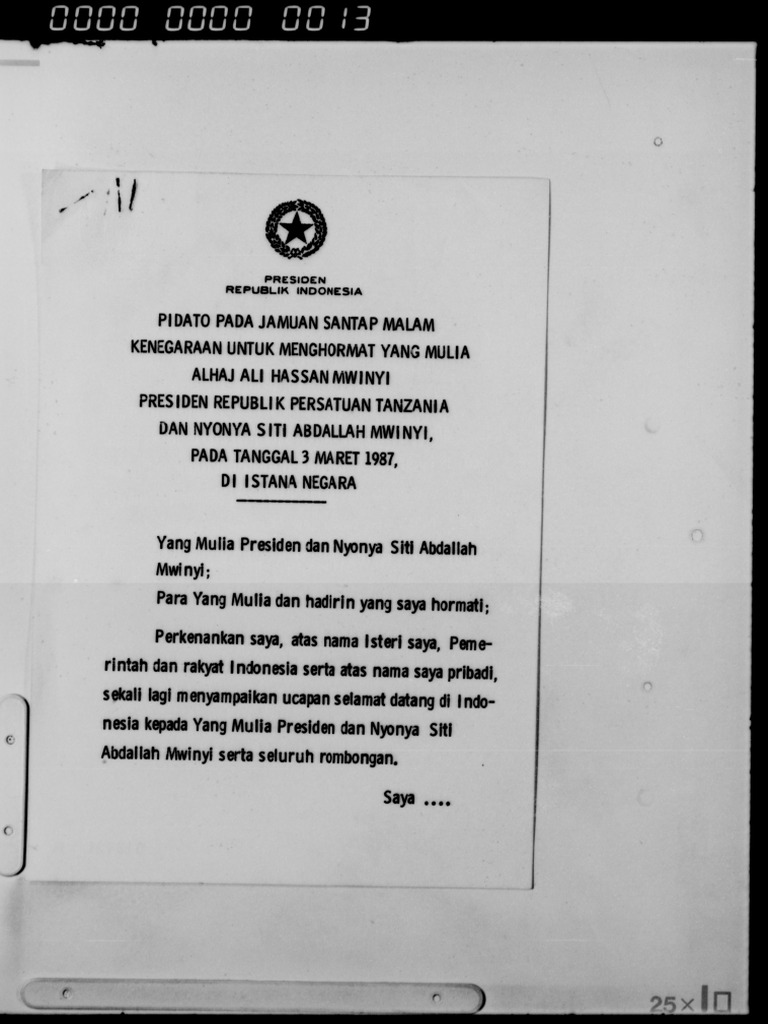 0000 0000 0013
PRESIDEN
REPUBLIK INDONESIA
PIDATO PADA JAMUAN SANTAP MALAM
KENEGARAAN UNTUK MENGHORMAT YANG MULIA
ALHAJ ALI HASSAN MWINYI
PRESIDEN REPUBLIK PERSATUAN TANZANIA
DAN NYONYA SITI ABDALLAH MWINYI,
PADA TANGGAL 3 MARET 1987,
DI ISTANA NEGARA
Yang Mulia Presiden dan Nyonya Siti Abdallah
Mwinyi;
Para Yang Mulia dan hadirin yang saya hormati;
Perkenankan saya, atas nama Isteri saya, Peme-
rintah dan rakyat Indonesia serta atas nama saya pribadi,
sekali lagi menyampaikan ucapan selamat datang di Indo-
nesia kepada Yang Mulia Presiden dan Nyonya Siti
Abdallah Mwinyi serta seluruh rombongan.
Saya ....
25×